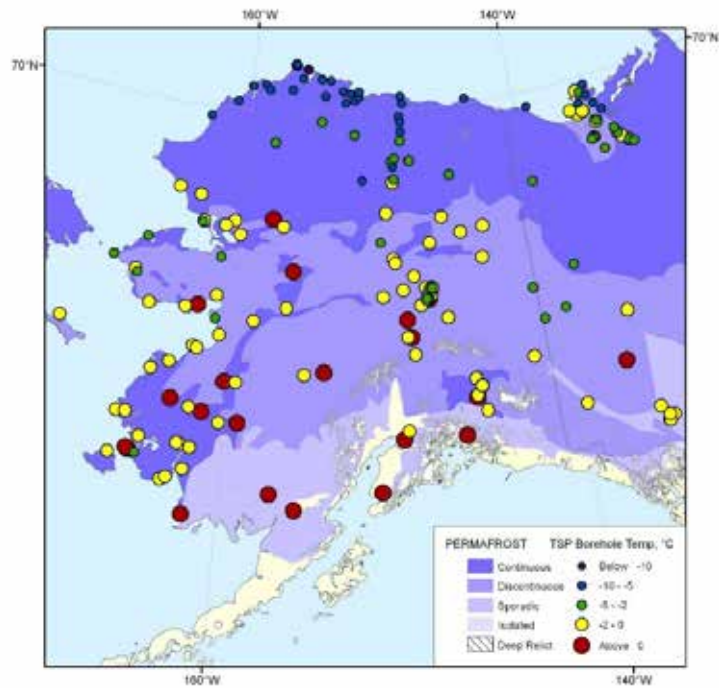 160°W
140°W
70°N
70°N
PERMAFROST
TSP Borehole Temp, °C
Continuous
Below -10
Discontinuous
-10 - -5
Sporadic
-5 - -2
Isolated
-2 - 0
Deep Relict
Above 0
160°W
140°W